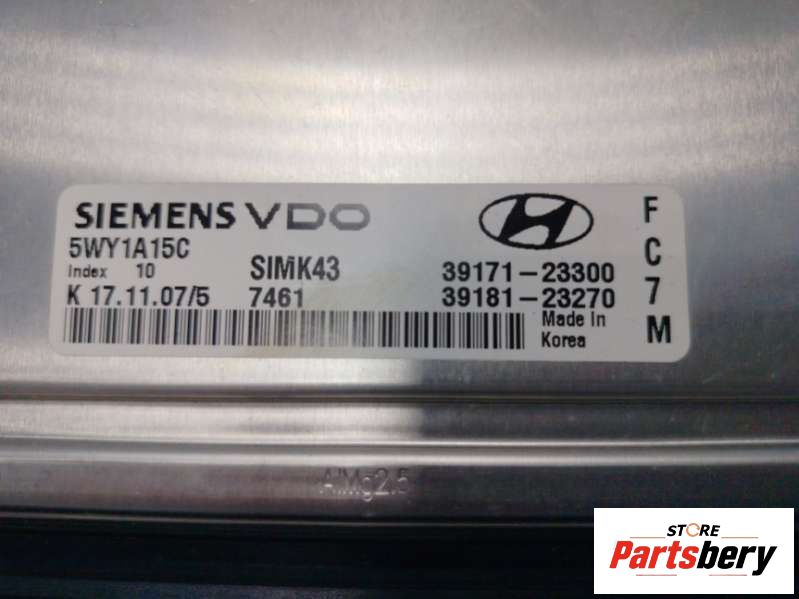 SIEMENS VDO
5WY1A15C
Index 10
SIMK43
39171-23300
K 17.11.07/5 7461
39181-23270
Made In
Korea
F
C
7
M
AlMg2,5
STORE
Partsbery